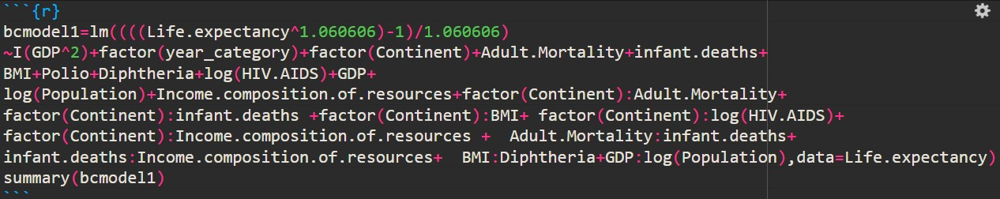 ```{r}
bcmodel1=lm((((Life.expectancy^1.060606)-1)/1.060606)
~I(GDP^2)+factor(year_category)+factor(Continent)+Adult.Mortality+infant.deaths+
BMI+Polio+Diphtheria+log(HIV.AIDS)+GDP+
log(Population)+Income.composition.of.resources+factor(Continent):Adult.Mortality+
factor(Continent):infant.deaths +factor(Continent):BMI+ factor(Continent):log(HIV.AIDS)+
factor(Continent):Income.composition.of.resources +  Adult.Mortality:infant.deaths+
infant.deaths:Income.composition.of.resources+  BMI:Diphtheria+GDP:log(Population),data=Life.expectancy)
summary(bcmodel1)
```